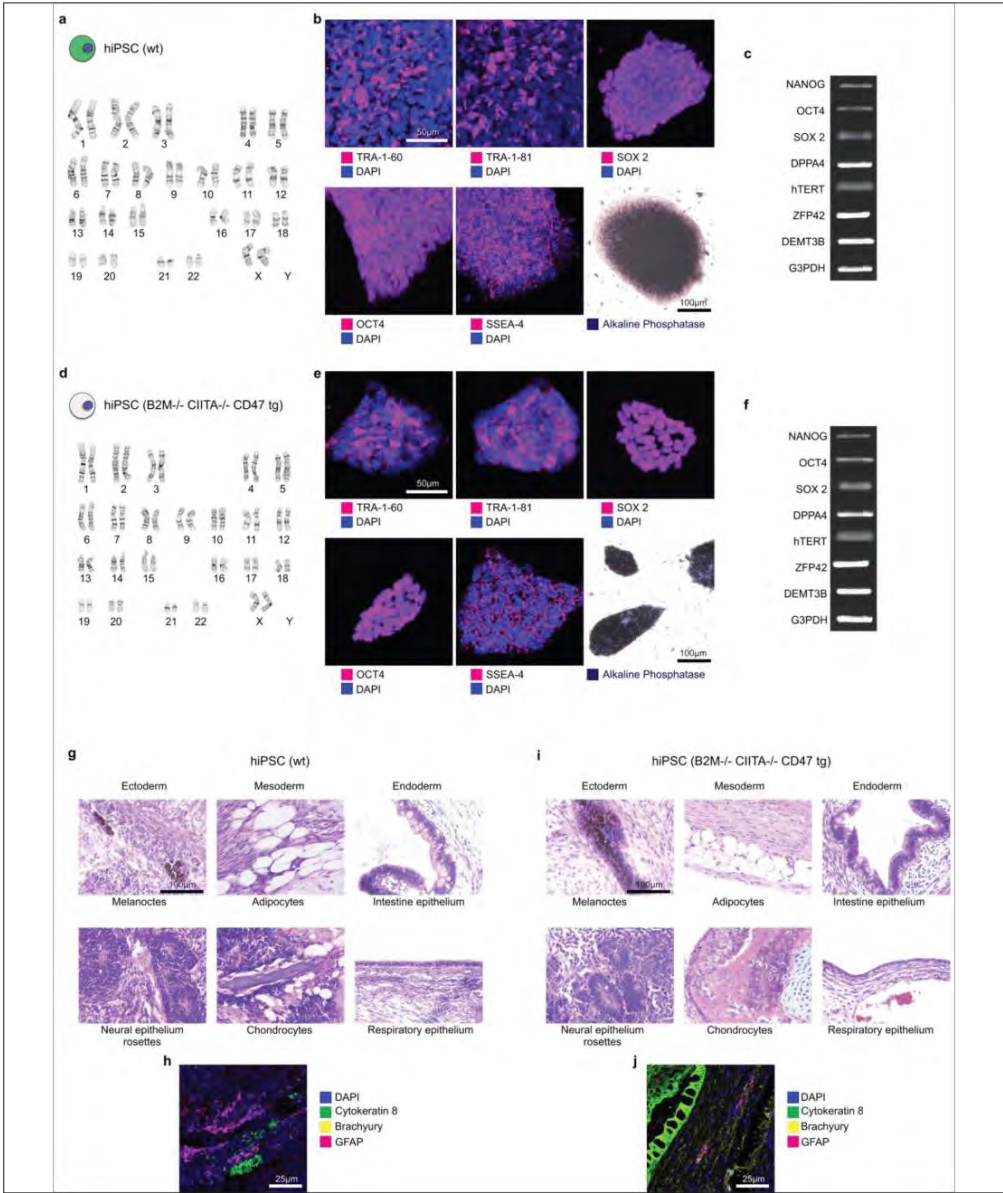 a
hiPSC (wt)
1 2 3 4 5
6 7 8 9 10 11 12
13 14 15 16 17 18
19 20 21 22 X Y
b
50µm
TRA-1-60 TRA-1-81 SOX 2
DAPI DAPI DAPI
100µm
OCT4 SSEA-4 Alkaline Phosphatase
DAPI DAPI
c
NANOG
OCT4
SOX 2
DPPA4
hTERT
ZFP42
DEMT3B
G3PDH
d
hiPSC (B2M-/- CIITA-/- CD47 tg)
1 2 3 4 5
6 7 8 9 10 11 12
13 14 15 16 17 18
19 20 21 22 X Y
e
50µm
TRA-1-60 TRA-1-81 SOX 2
DAPI DAPI DAPI
100µm
OCT4 SSEA-4 Alkaline Phosphatase
DAPI DAPI
f
NANOG
OCT4
SOX 2
DPPA4
hTERT
ZFP42
DEMT3B
G3PDH
g
hiPSC (wt)
Ectoderm Mesoderm Endoderm
100µm
Melanoctes Adipocytes Intestine epithelium
Neural epithelium Chondrocytes Respiratory epithelium
rosettes
h
DAPI
Cytokeratin 8
Brachyury
GFAP
25µm
i
hiPSC (B2M-/- CIITA-/- CD47 tg)
Ectoderm Mesoderm Endoderm
100µm
Melanoctes Adipocytes Intestine epithelium
Neural epithelium Chondrocytes Respiratory epithelium
rosettes
j
DAPI
Cytokeratin 8
Brachyury
GFAP
25µm